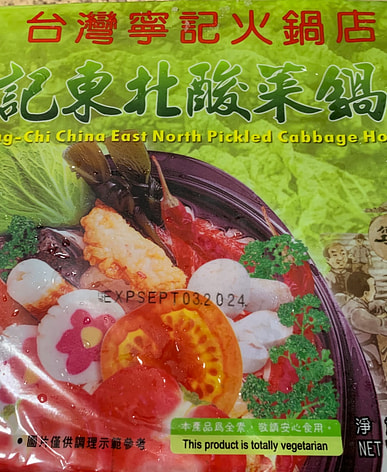 台灣寧記火鍋店
記東北酸菜鍋
g-Chi China East North Pickled Cabbage Ho
EXPSEPT03.2024
本產品為全素，敬請安心食用。
This product is totally vegetarian
•圖片僅供調理示範參考
淨
NET